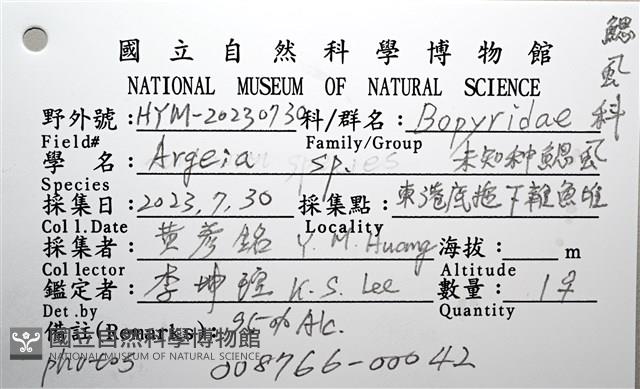 國立自然科學博物館
NATIONAL MUSEUM OF NATURAL SCIENCE
鰓虱科
野外號:HYM-20230730 科/群名: Bopyridae
Field# Family/Group
學 名: Argeia sp. 未知种鰓虱
Species
採集日:2023,7,30 採集點:東港底拖下雜魚堆
Coll.Date Locality
採集者: 黃彥銘 Y. M. Huang 海拔: m
Collector Altitude
鑑定者: 李坤瑄 K. S. Lee 數量: 1♀
Det.by Quantity
備註(Remarks): 95% Alc.
國立自然科學博物館
NATIONAL MUSEUM OF NATURAL SCIENCE
photos 008766-00042